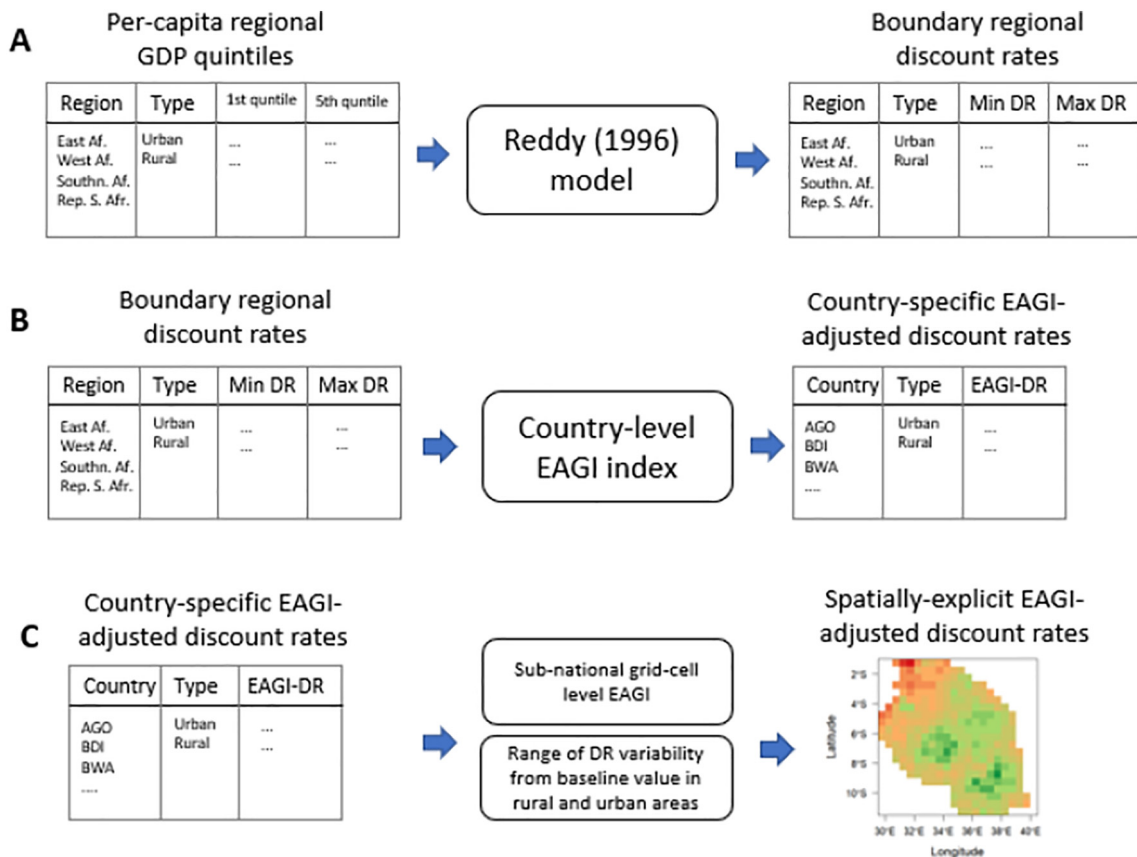 A
Per-capita regional
GDP quintiles
Region Type 1st quntile 5th quntile
East Af. Urban ... ...
West Af. Rural ... ...
Southn. Af.
Rep. S. Afr.
Reddy (1996)
model
Boundary regional
discount rates
Region Type Min DR Max DR
East Af. Urban ... ...
West Af. Rural ... ...
Southn. Af.
Rep. S. Afr.
B
Boundary regional
discount rates
Region Type Min DR Max DR
East Af. Urban ... ...
West Af. Rural ... ...
Southn. Af.
Rep. S. Afr.
Country-level
EAGI index
Country-specific EAGI-
adjusted discount rates
Country Type EAGI-DR
AGO Urban ...
BDI Rural ...
BWA
....
C
Country-specific EAGI-
adjusted discount rates
Country Type EAGI-DR
AGO Urban ...
BDI Rural ...
BWA
....
Sub-national grid-cell
level EAGI
Range of DR variability
from baseline value in
rural and urban areas
Spatially-explicit EAGI-
adjusted discount rates
Latitude
2°S
4°S
6°S
8°S
10°S
30°E 32°E 34°E 36°E 38°E 40°E
Longitude